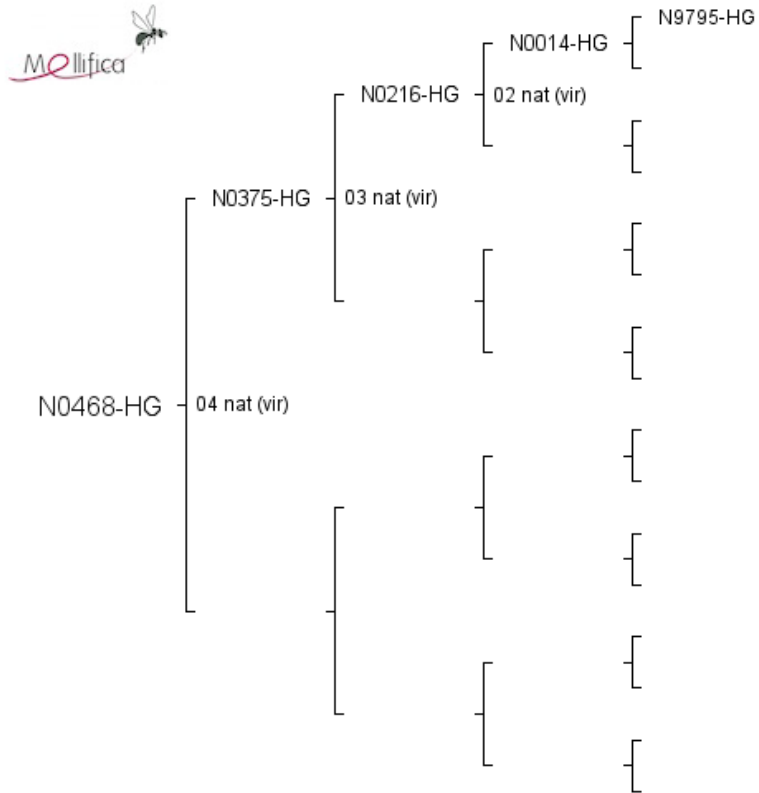 Mellifica
N9795-HG
N0014-HG
N0216-HG
02 nat (vir)
N0375-HG
03 nat (vir)
N0468-HG
04 nat (vir)